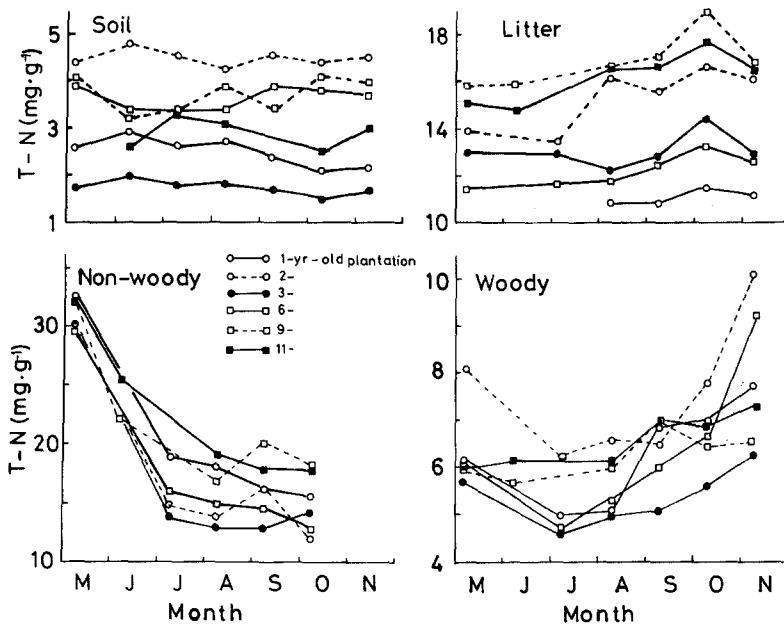 Soil
Litter
T-N (mg·g-1)
5
3
1
18
14
10
Non-woody
Woody
1-yr-old plantation
2-
3-
6-
9-
11-
T-N (mg·g-1)
30
20
10
10
8
6
4
M J J A S O N
M J J A S O N
Month
Month